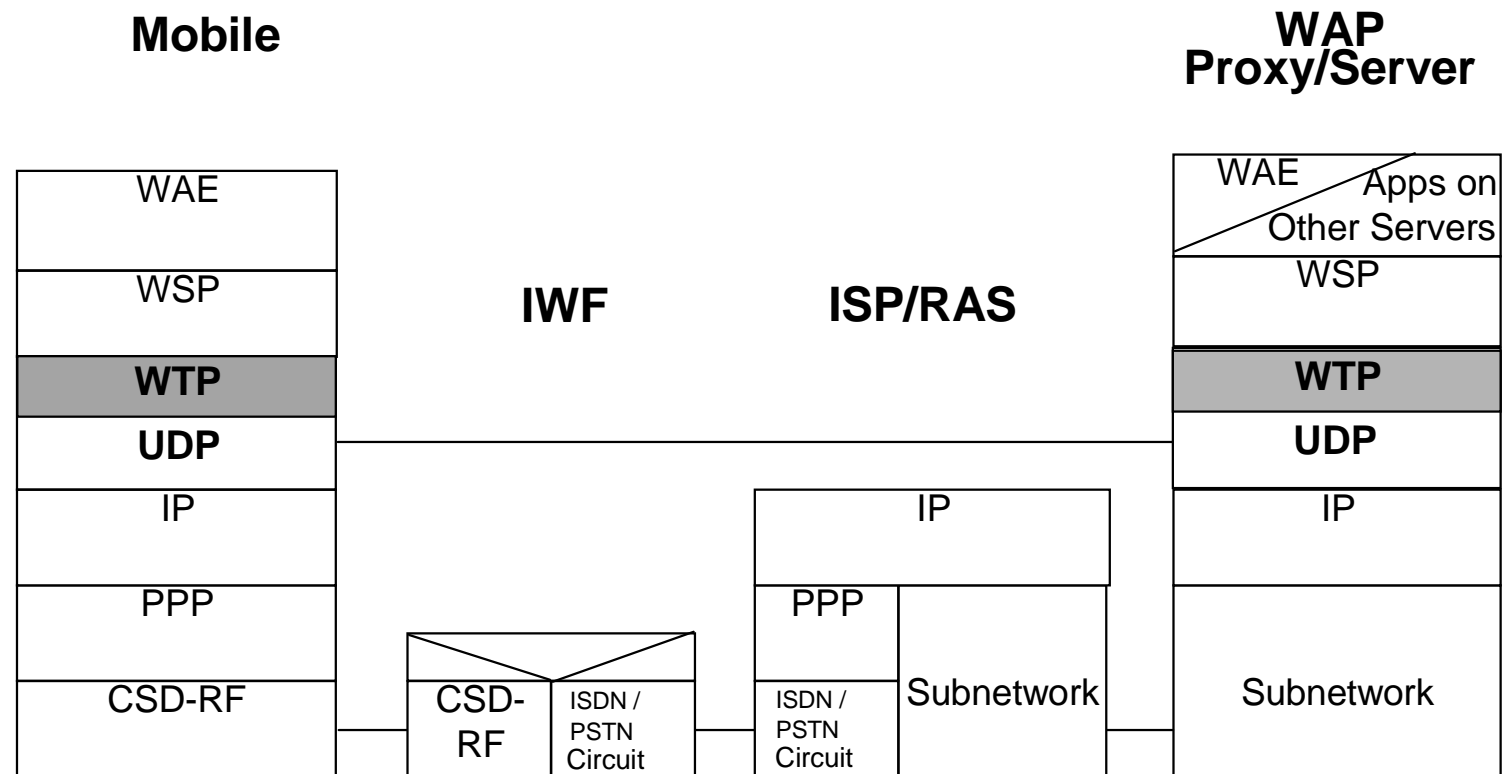 Mobile
WAP
Proxy/Server
WAE
WSP
WTP
UDP
IP
PPP
CSD-RF
IWF
CSD-
RF
ISDN /
PSTN
Circuit
ISP/RAS
IP
PPP
ISDN /
PSTN
Circuit
Subnetwork
WAE
Apps on
Other Servers
WSP
WTP
UDP
IP
Subnetwork